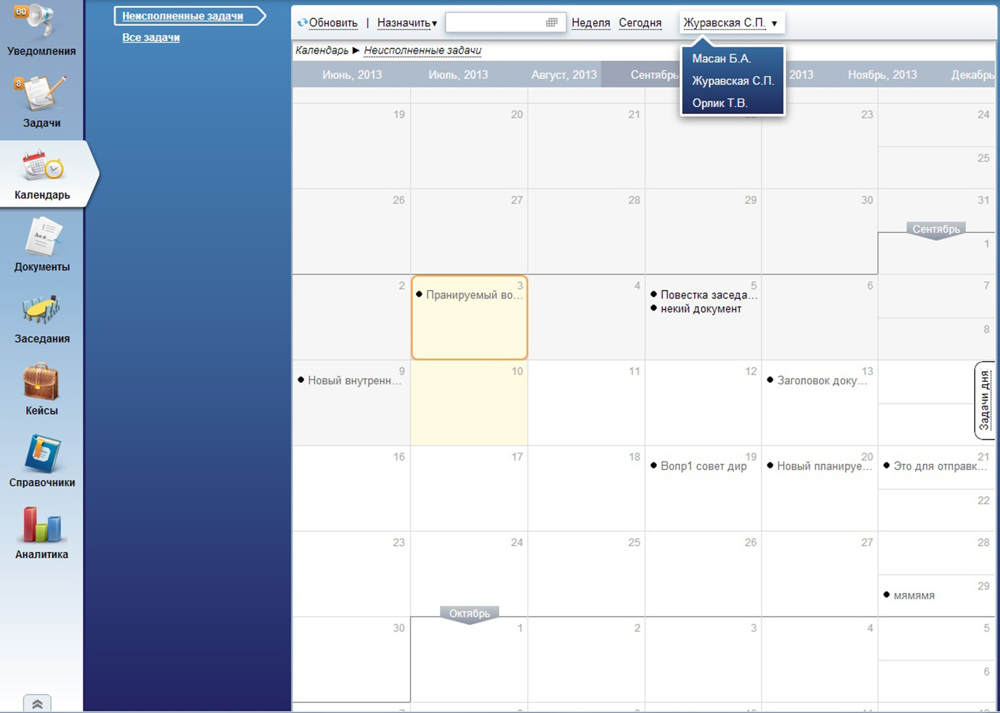 60
Уведомления
8
Задачи
Календарь
Документы
Заседания
Кейсы
Справочники
Аналитика
Неисполненные задачи
Все задачи
Обновить | Назначить▼ Неделя Сегодня Журавская С.П. ▼
Масан Б.А.
Журавская С.П.
Орлик Т.В.
Календарь ► Неисполненные задачи
Июнь, 2013 Июль, 2013 Август, 2013 Сентябрь 2013 Ноябрь, 2013 Декабрь
19 20 21 22 23 24
25
26 27 28 29 30 31
Сентябрь
1
2 3 4 5 6 7
• Пранируемый во... • Повестка заседа...
• некий документ
8
9 10 11 12 13
• Новый внутренн... • Заголовок доку...
Задачи дня
16 17 18 19 20 21
• Вопр1 совет дир • Новый планируе... • Это для отправк...
22
23 24 25 26 27 28
29
• мямямя
Октябрь
30 1 2 3 4 5
6